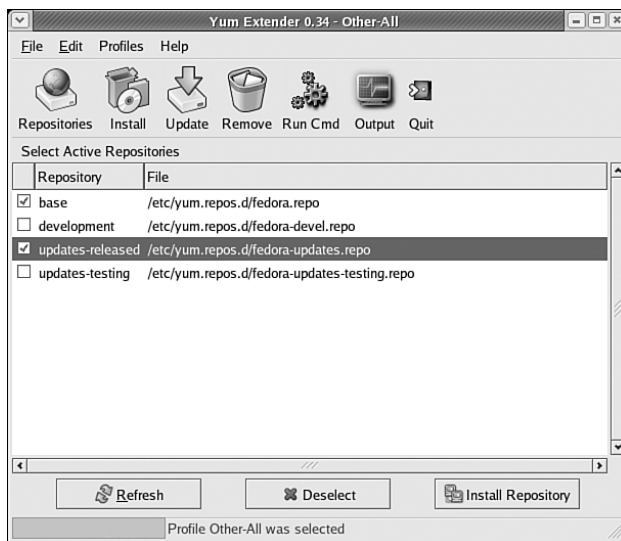 Yum Extender 0.34 - Other-All
File Edit Profiles Help
Repositories Install Update Remove Run Cmd Output Quit
Select Active Repositories
Repository File
base /etc/yum.repos.d/fedora.repo
development /etc/yum.repos.d/fedora-devel.repo
updates-released /etc/yum.repos.d/fedora-updates.repo
updates-testing /etc/yum.repos.d/fedora-updates-testing.repo
Refresh Deselect Install Repository
Profile Other-All was selected